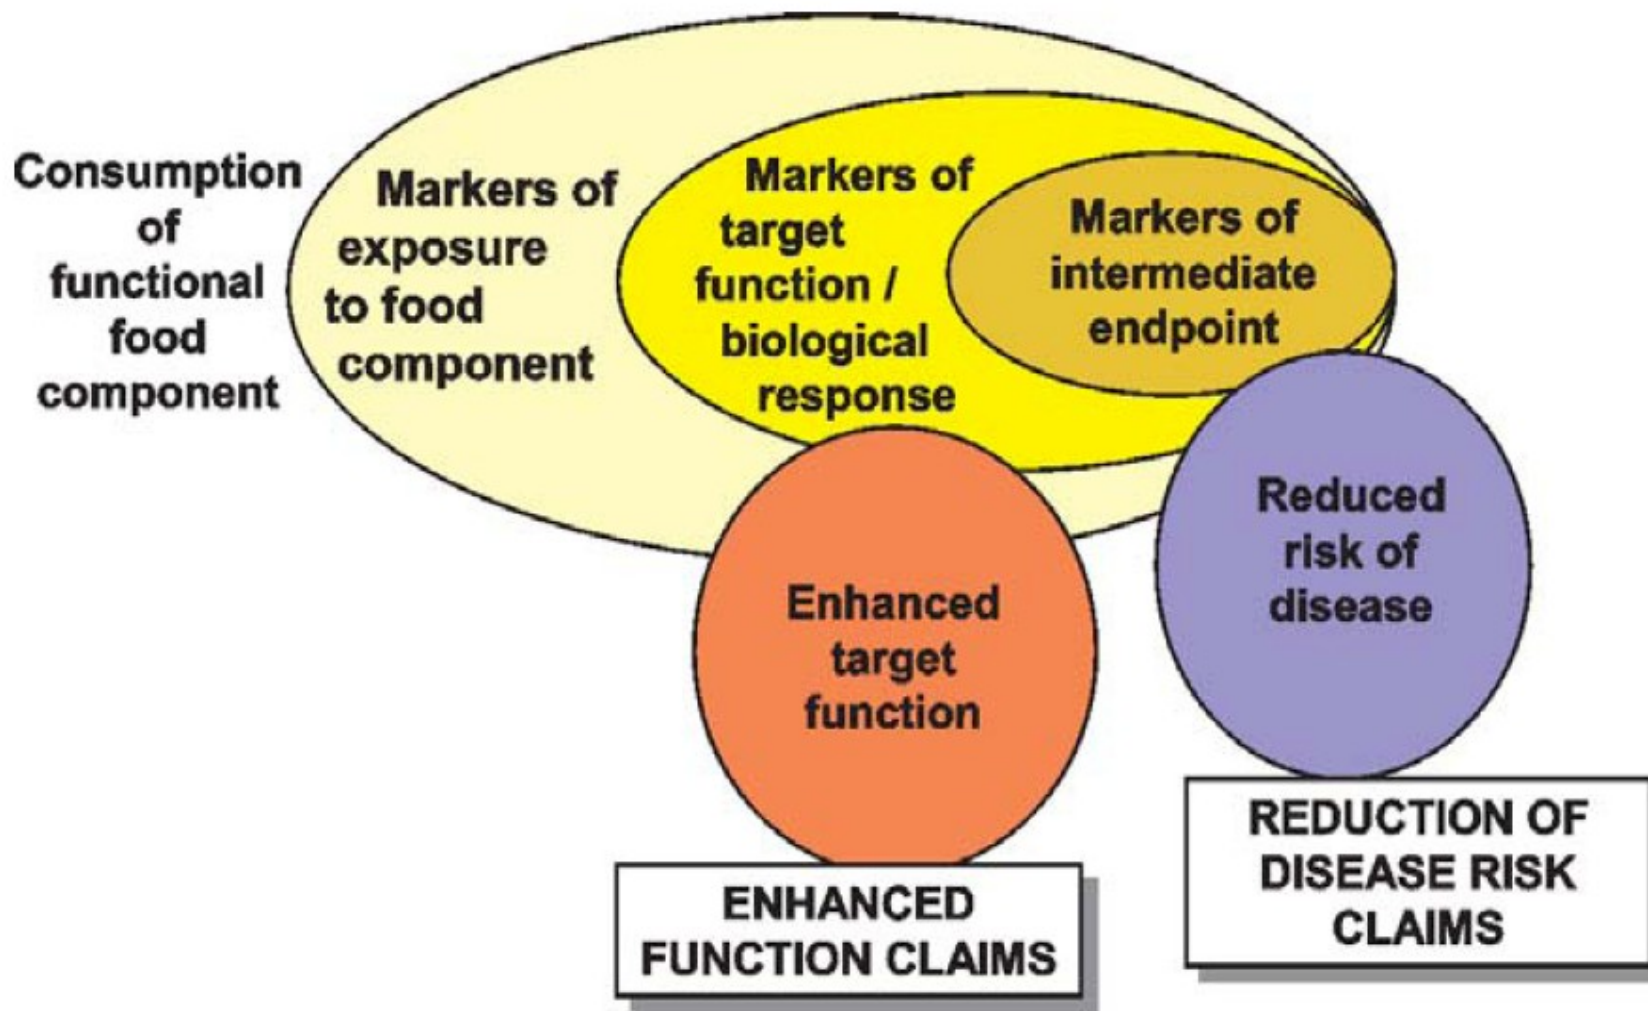 Consumption
of
functional
food
component
Markers of
exposure
to food
component
Markers of
target
function /
biological
response
Markers of
intermediate
endpoint
Enhanced
target
function
Reduced
risk of
disease
ENHANCED
FUNCTION CLAIMS
REDUCTION OF
DISEASE RISK
CLAIMS